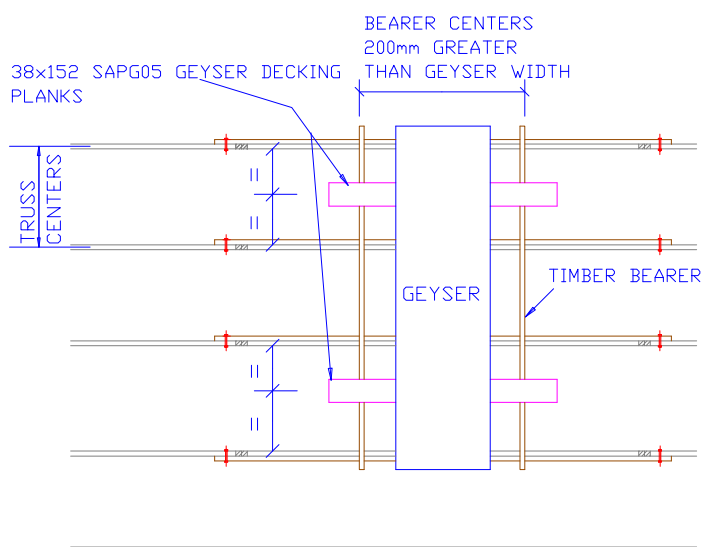 BEARER CENTERS
200mm GREATER
THAN GEYSER WIDTH
38x152 SAPG05 GEYSER DECKING
PLANKS
TRUSS
CENTERS
=
=
GEYSER
TIMBER BEARER
=
=